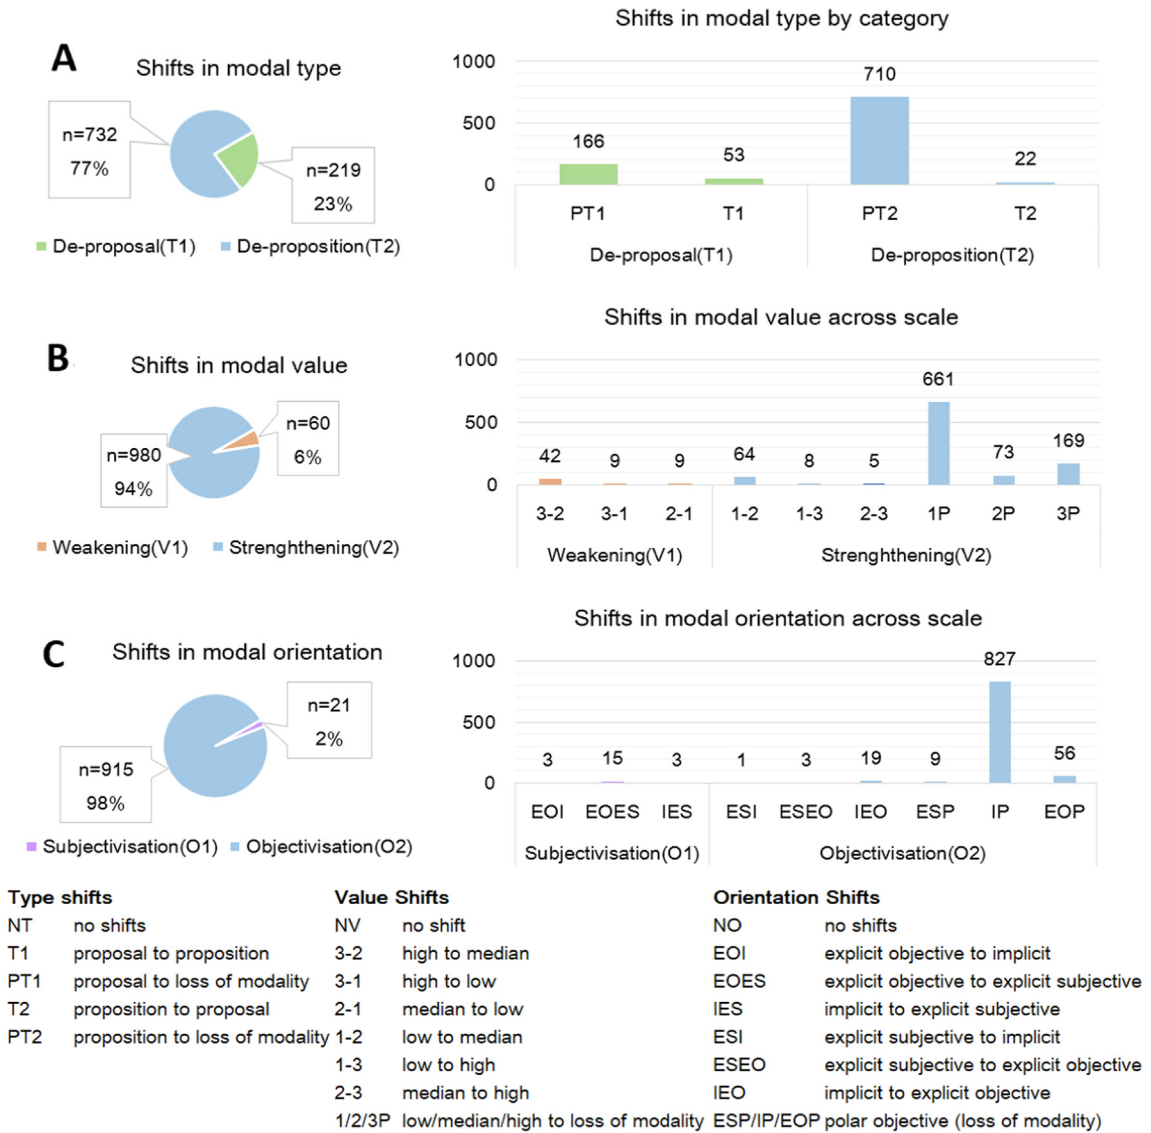 A
Shifts in modal type
n=732
77%
n=219
23%
De-proposal(T1) De-proposition(T2)
Shifts in modal type by category
1000
500
0
166 53 710 22
PT1 T1 PT2 T2
De-proposal(T1) De-proposition(T2)
B
Shifts in modal value
n=60
6%
n=980
94%
Weakening(V1) Strenghthening(V2)
Shifts in modal value across scale
1000
500
0
42 9 9 64 8 5 661 73 169
3-2 3-1 2-1 1-2 1-3 2-3 1P 2P 3P
Weakening(V1) Strenghthening(V2)
C
Shifts in modal orientation
n=21
2%
n=915
98%
Subjectivisation(O1) Objectivisation(O2)
Shifts in modal orientation across scale
1000
500
0
3 15 3 1 3 19 9 827 56
EOI EOES IES ESI ESEO IEO ESP IP EOP
Subjectivisation(O1) Objectivisation(O2)
Type shifts Value Shifts Orientation Shifts
NT no shifts NV no shift NO no shifts
T1 proposal to proposition 3-2 high to median EOI explicit objective to implicit
PT1 proposal to loss of modality 3-1 high to low EOES explicit objective to explicit subjective
T2 proposition to proposal 2-1 median to low IES implicit to explicit subjective
PT2 proposition to loss of modality 1-2 low to median ESI explicit subjective to implicit
1-3 low to high ESEO explicit subjective to explicit objective
2-3 median to high IEO implicit to explicit objective
1/2/3P low/median/high to loss of modality ESP/IP/EOP polar objective (loss of modality)